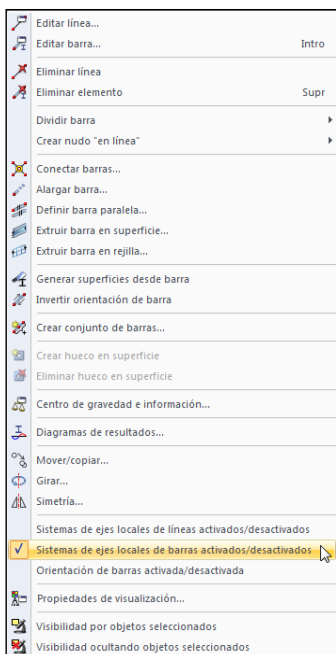 Editar línea...
Editar barra... Intro
Eliminar línea
Eliminar elemento Supr
Dividir barra
Crear nudo "en línea"
Conectar barras...
Alargar barra...
Definir barra paralela...
Extruir barra en superficie...
Extruir barra en rejilla...
Generar superficies desde barra
Invertir orientación de barra
Crear conjunto de barras...
Crear hueco en superficie
Eliminar hueco en superficie
Centro de gravedad e información...
Diagramas de resultados...
Mover/copiar...
Girar...
Simetría...
Sistemas de ejes locales de líneas activados/desactivados
Sistemas de ejes locales de barras activados/desactivados
Orientación de barras activada/desactivada
Propiedades de visualización...
Visibilidad por objetos seleccionados
Visibilidad ocultando objetos seleccionados